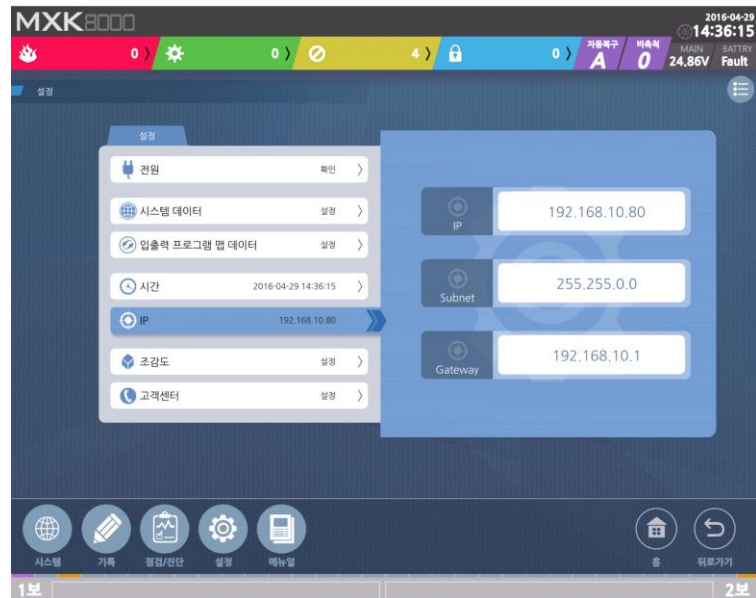 MXK8000
2016-04-29
14:36:15
0 〉 0 〉 4 〉 0 〉 자동복구 A 비축적 0 MAIN 24.86V BATTRY Fault
설정
설정
전원 확인 〉
시스템 데이터 설정 〉
입출력 프로그램 맵 데이터 설정 〉
시간 2016-04-29 14:36:15 〉
IP 192.168.10.80
조감도 설정 〉
고객센터 설정 〉
IP 192.168.10.80
Subnet 255.255.0.0
Gateway 192.168.10.1
시스템 기록 점검/진단 설정 메뉴얼 홈 뒤로가기
1보 2보